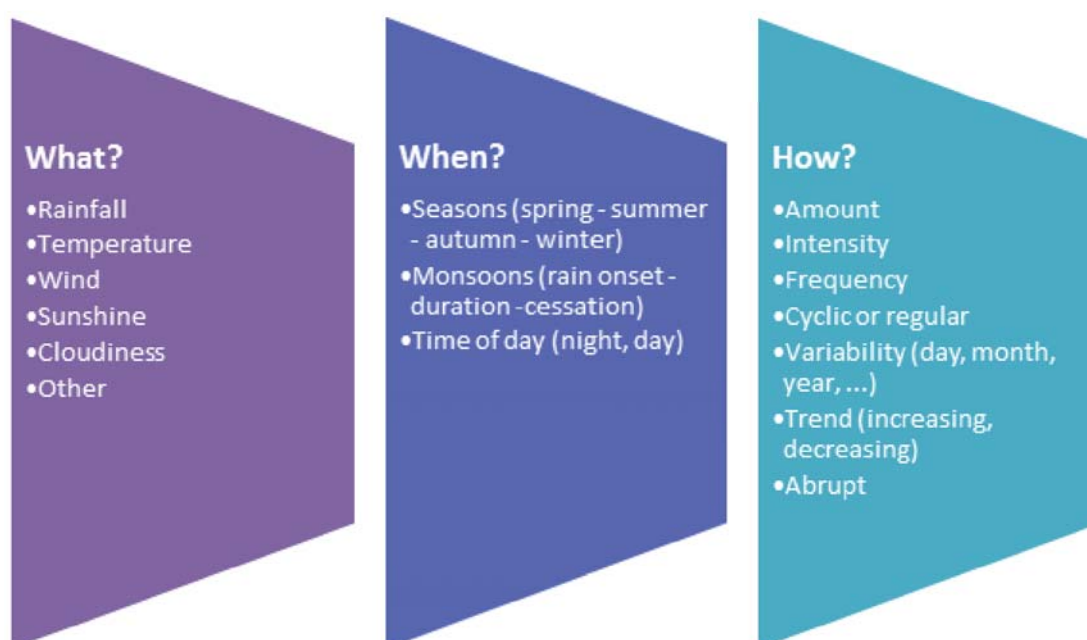 What?
•Rainfall
•Temperature
•Wind
•Sunshine
•Cloudiness
•Other
When?
•Seasons (spring - summer
- autumn - winter)
•Monsoons (rain onset -
duration -cessation)
•Time of day (night, day)
How?
•Amount
•Intensity
•Frequency
•Cyclic or regular
•Variability (day, month,
year, ...)
•Trend (increasing,
decreasing)
•Abrupt